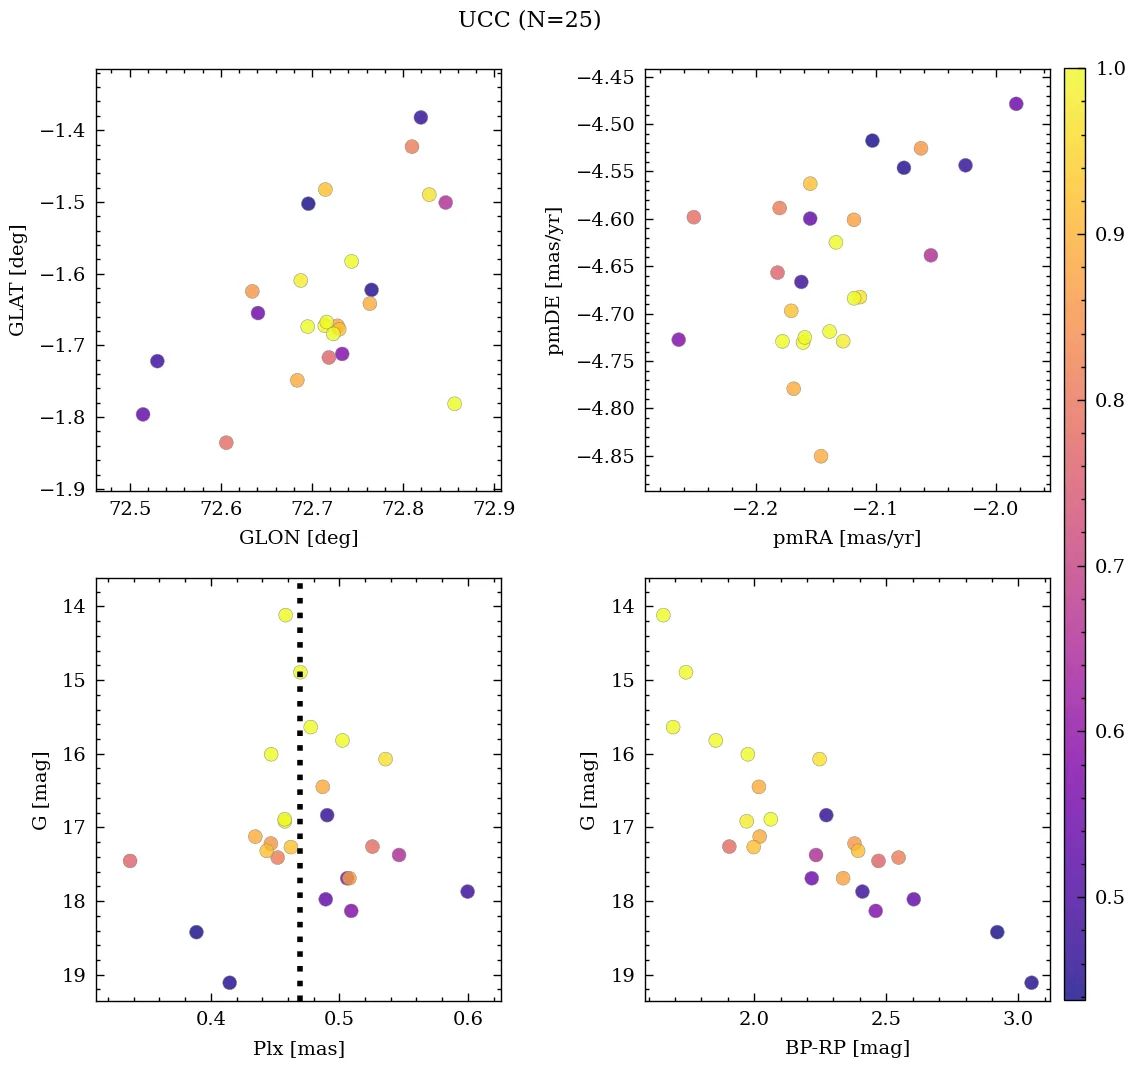 UCC (N=25)
−1.4
−1.5
−1.6
−1.7
−1.8
−1.9
GLAT [deg]
72.5 72.6 72.7 72.8 72.9
GLON [deg]
−4.45
−4.50
−4.55
−4.60
−4.65
−4.70
−4.75
−4.80
−4.85
pmDE [mas/yr]
−2.2 −2.1 −2.0
pmRA [mas/yr]
14
15
16
17
18
19
G [mag]
0.4 0.5 0.6
Plx [mas]
14
15
16
17
18
19
G [mag]
2.0 2.5 3.0
BP-RP [mag]
1.0
0.9
0.8
0.7
0.6
0.5